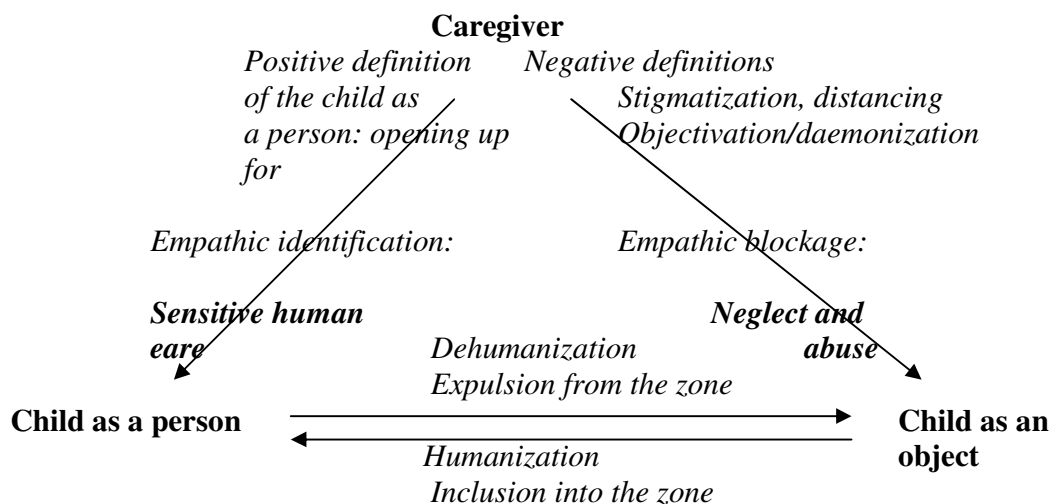 Caregiver
Positive definition
of the child as
a person: opening up
for
Negative definitions
Stigmatization, distancing
Objectivation/daemonization
Empathic identification:
Empathic blockage:
Sensitive human
eare
Neglect and
abuse
Dehumanization
Expulsion from the zone
Child as a person
Child as an
object
Humanization
Inclusion into the zone